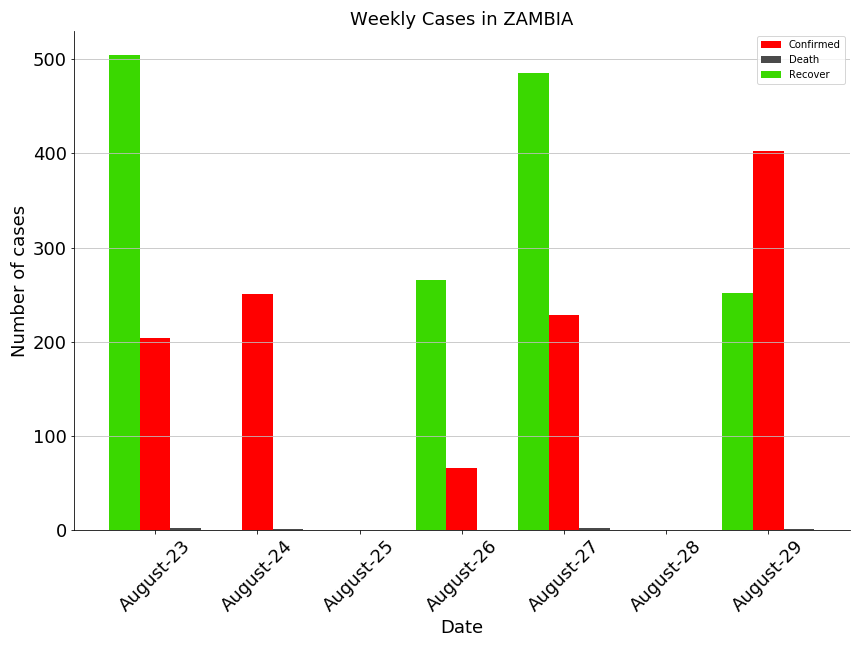 Weekly Cases in ZAMBIA
Confirmed
Death
Recover
Number of cases
500
400
300
200
100
0
August-23
August-24
August-25
August-26
August-27
August-28
August-29
Date